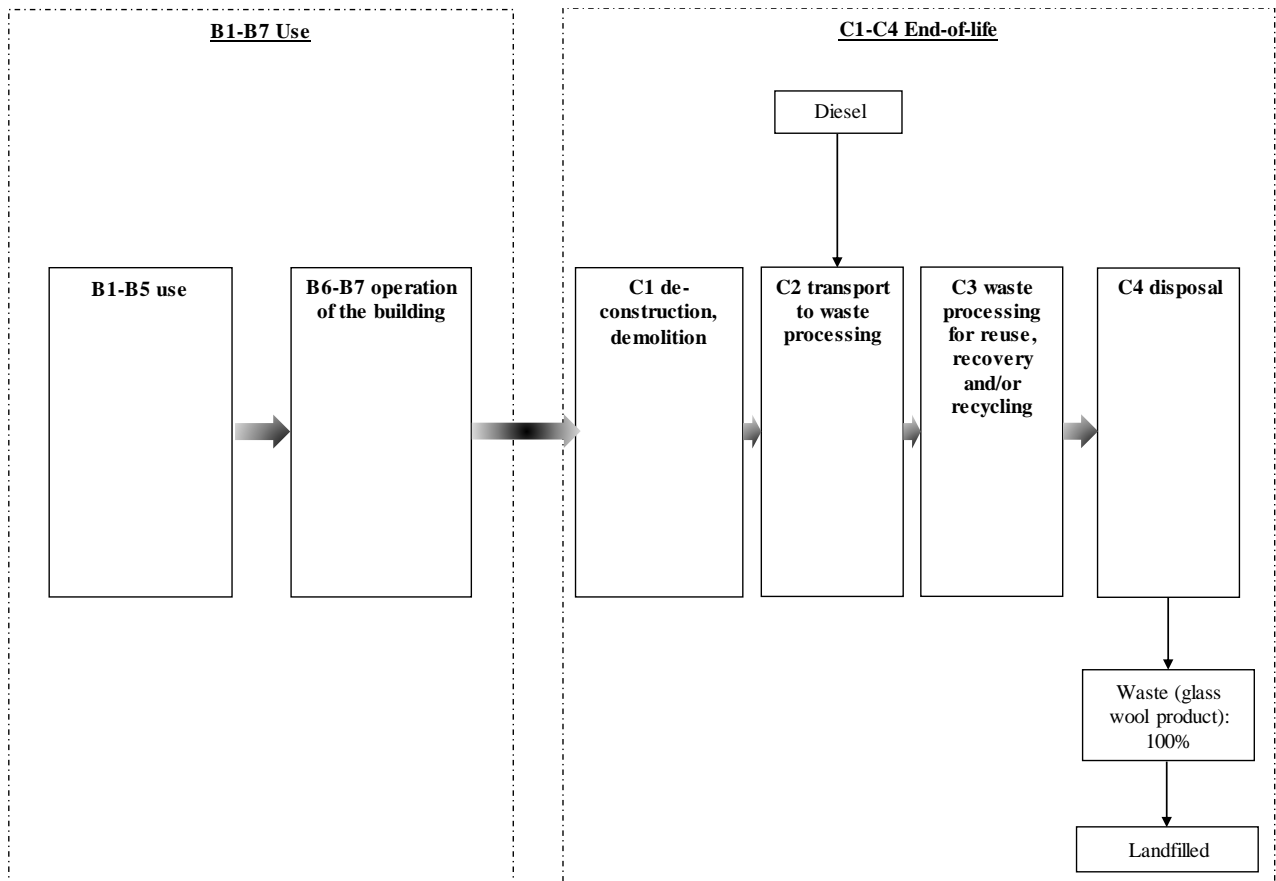 B1-B7 Use
C1-C4 End-of-life
Diesel
B1-B5 use
B6-B7 operation
of the building
C1 de-
construction,
demolition
C2 transport
to waste
processing
C3 waste
processing
for reuse,
recovery
and/or
recycling
C4 disposal
Waste (glass
wool product):
100%
Landfilled